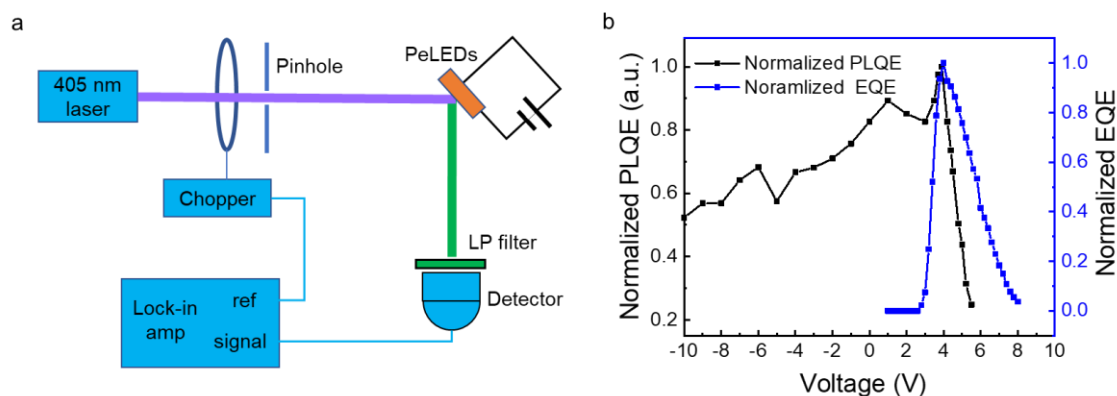 a
405 nm
laser
Pinhole
PeLEDs
Chopper
LP filter
Detector
Lock-in
amp
ref
signal
b
Normalized PLQE
Noramlized EQE
Normalized PLQE (a.u.)
1.0
0.8
0.6
0.4
0.2
Normalized EQE
1.0
0.8
0.6
0.4
0.2
0.0
-10 -8 -6 -4 -2 0 2 4 6 8 10
Voltage (V)